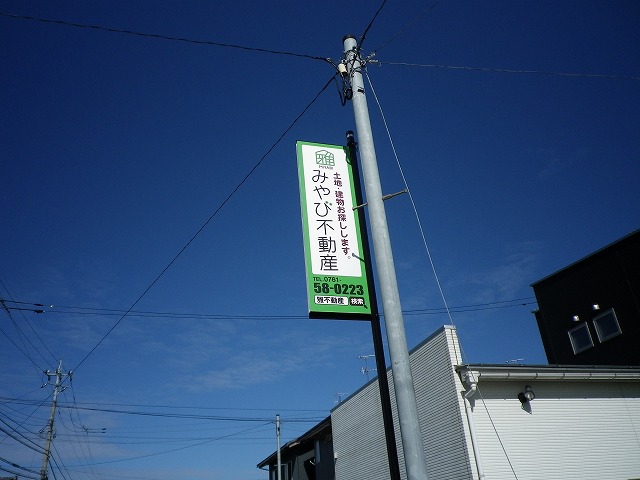 雅
土地・建物お探しします。
みやび不動産
TEL.0761-
58-0223
雅不動産 検索